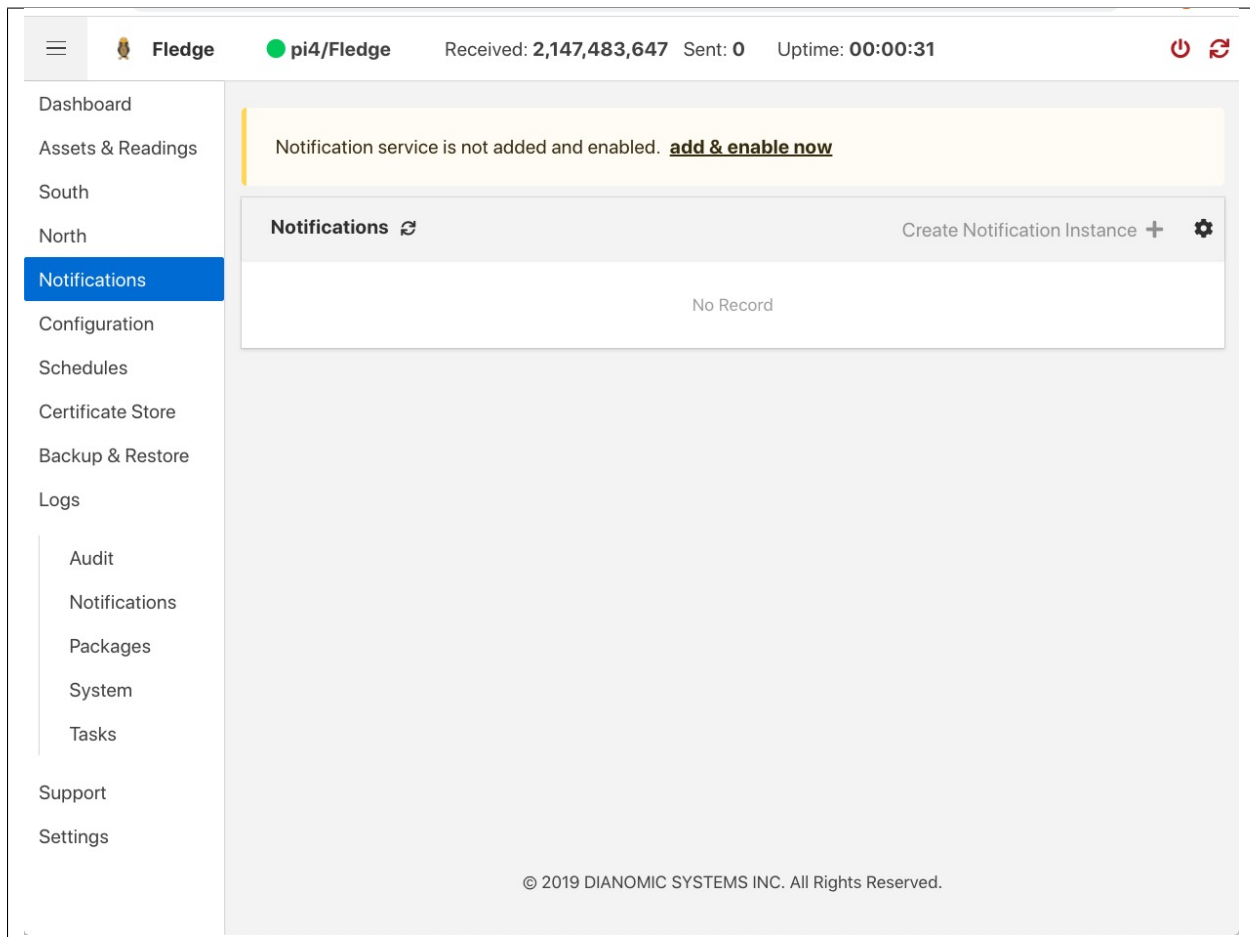 Fledge pi4/Fledge Received: 2,147,483,647 Sent: 0 Uptime: 00:00:31
Dashboard
Assets & Readings
South
North
Notifications
Configuration
Schedules
Certificate Store
Backup & Restore
Logs
Audit
Notifications
Packages
System
Tasks
Support
Settings
Notification service is not added and enabled. add & enable now
Notifications Create Notification Instance
No Record
© 2019 DIANOMIC SYSTEMS INC. All Rights Reserved.